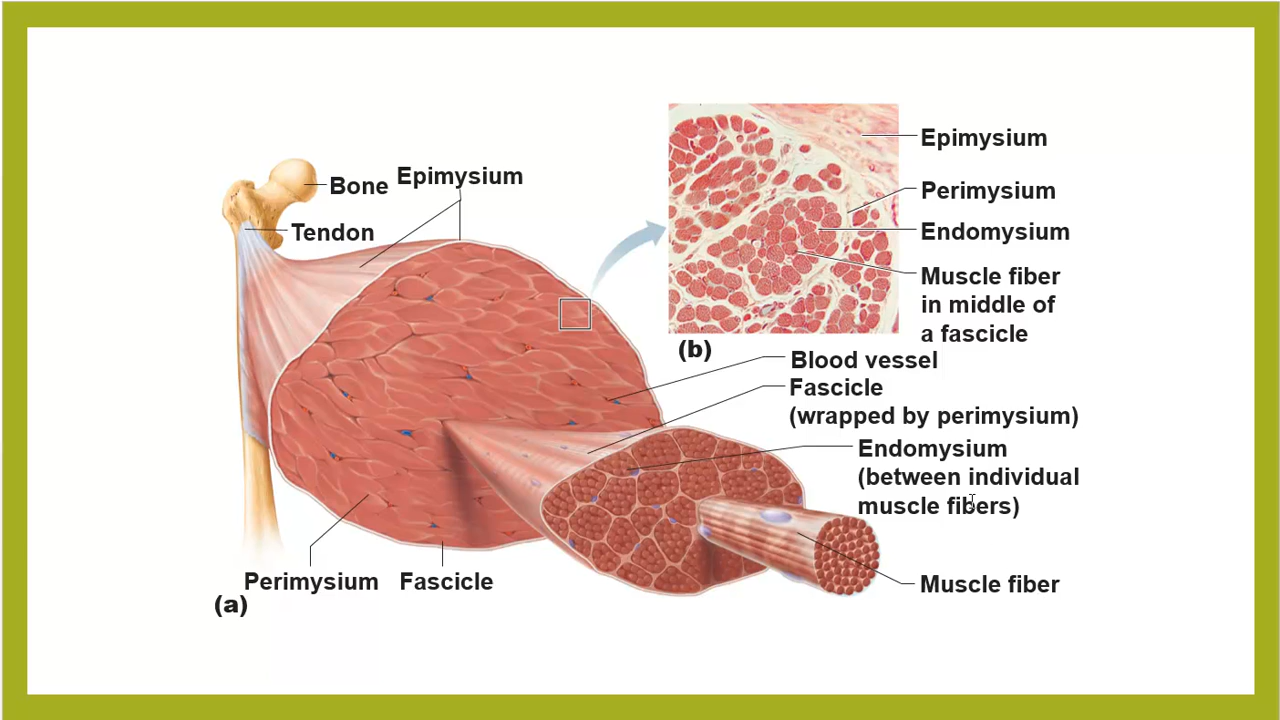 Bone
Epimysium
Tendon
Epimysium
Perimysium
Endomysium
Muscle fiber
in middle of
a fascicle
(b)
Blood vessel
Fascicle
(wrapped by perimysium)
Endomysium
(between individual
muscle fibers)
Perimysium
Fascicle
Muscle fiber
(a)